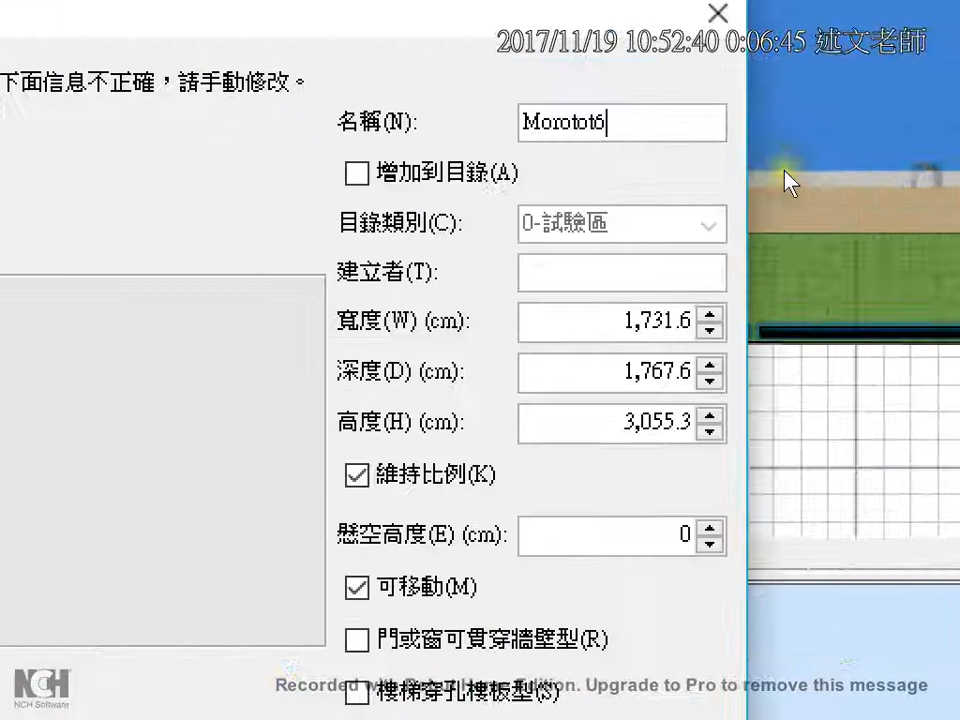 2017/11/19 10:52:40 0:06:45 述文老師
下面信息不正確，請手動修改。
名稱(N): Morotot6
增加到目錄(A)
目錄類別(C): 0-試驗區
建立者(T):
寬度(W) (cm): 1,731.6
深度(D) (cm): 1,767.6
高度(H) (cm): 3,055.3
維持比例(K)
懸空高度(E) (cm): 0
可移動(M)
門或窗可貫穿牆壁型(R)
Recorded with Home Edition. Upgrade to Pro to remove this message
樓梯穿孔樓板型(S)
NCH
NCH Software